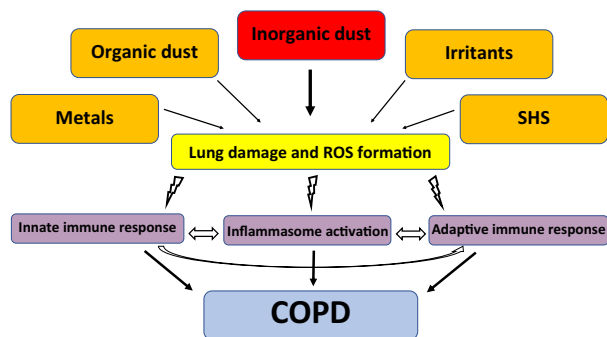 Inorganic dust
Organic dust
Irritants
Metals
SHS
Lung damage and ROS formation
Innate immune response
Inflammasome activation
Adaptive immune response
COPD